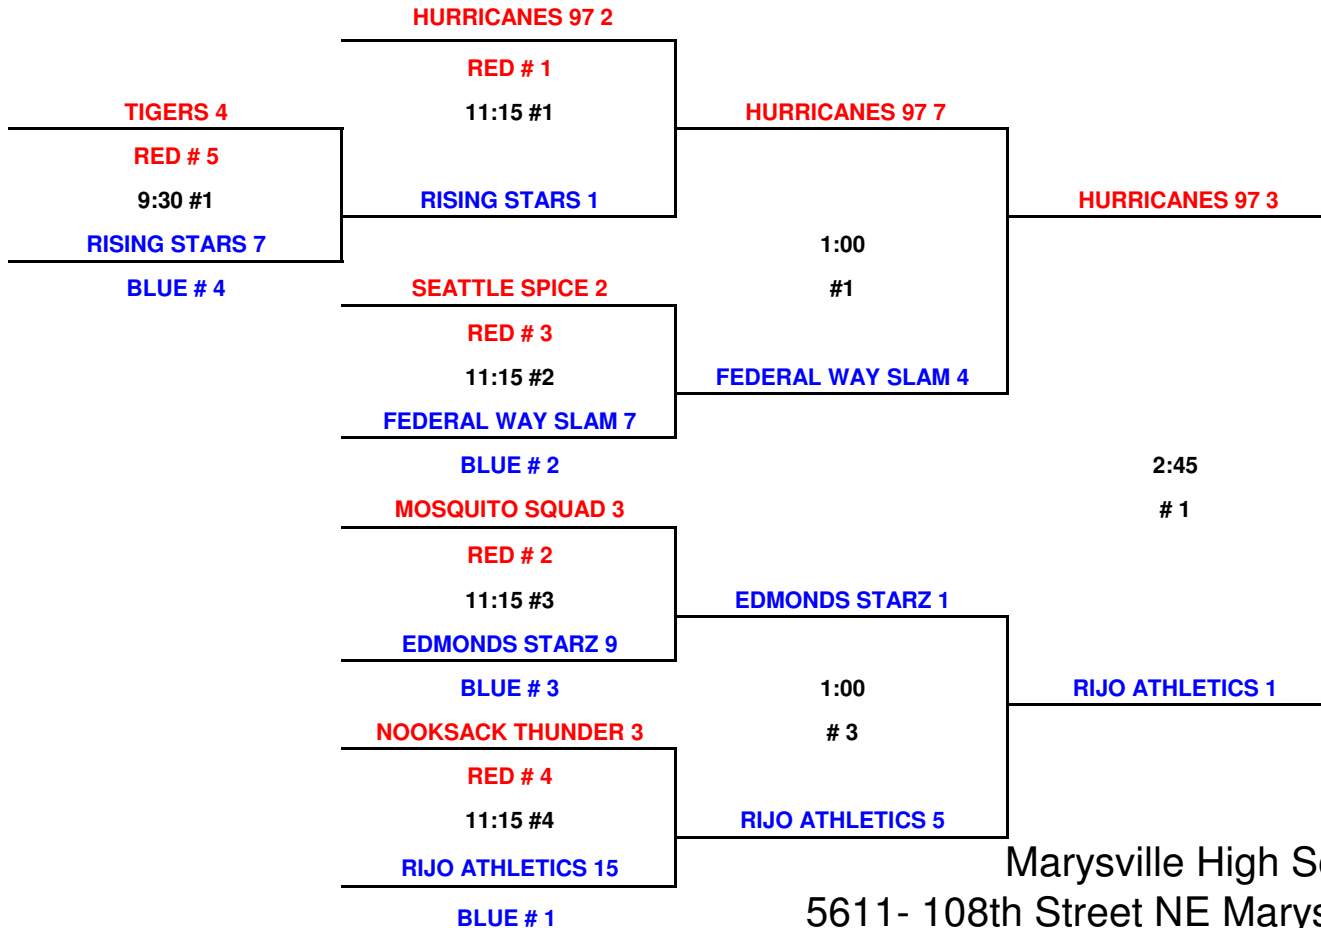 HURRICANES 97 2
RED # 1
TIGERS 4
11:15 #1
HURRICANES 97 7
RED # 5
9:30 #1
RISING STARS 1
HURRICANES 97 3
RISING STARS 7
1:00
BLUE # 4
SEATTLE SPICE 2
#1
RED # 3
11:15 #2
FEDERAL WAY SLAM 4
FEDERAL WAY SLAM 7
BLUE # 2
2:45
MOSQUITO SQUAD 3
# 1
RED # 2
11:15 #3
EDMONDS STARZ 1
EDMONDS STARZ 9
BLUE # 3
1:00
RIJO ATHLETICS 1
NOOKSACK THUNDER 3
# 3
RED # 4
11:15 #4
RIJO ATHLETICS 5
RIJO ATHLETICS 15
Marysville High
BLUE # 1
5611- 108th Street NE